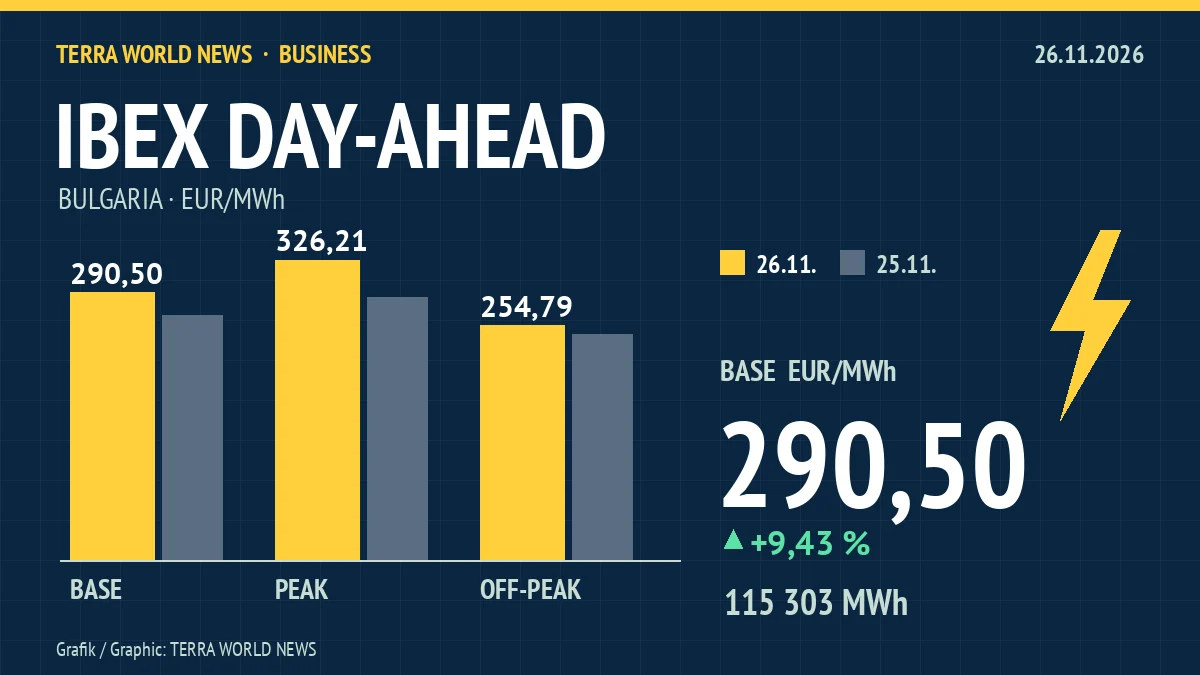 TERRA WORLD NEWS · BUSINESS
26.11.2026
IBEX DAY-AHEAD
BULGARIA · EUR/MWh
290,50
326,21
254,79
26.11.
25.11.
BASE EUR/MWh
290,50
+9,43 %
115 303 MWh
BASE
PEAK
OFF-PEAK
Grafik / Graphic: TERRA WORLD NEWS